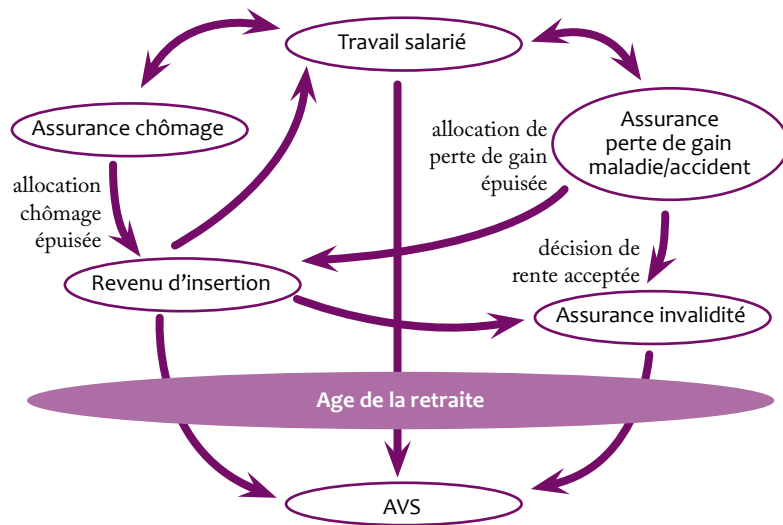 Travail salarié
Assurance chômage
allocation de
perte de gain
épuisée
Assurance
perte de gain
maladie/accident
allocation
chômage
épuisée
décision de
rente acceptée
Revenu d’insertion
Assurance invalidité
Age de la retraite
AVS